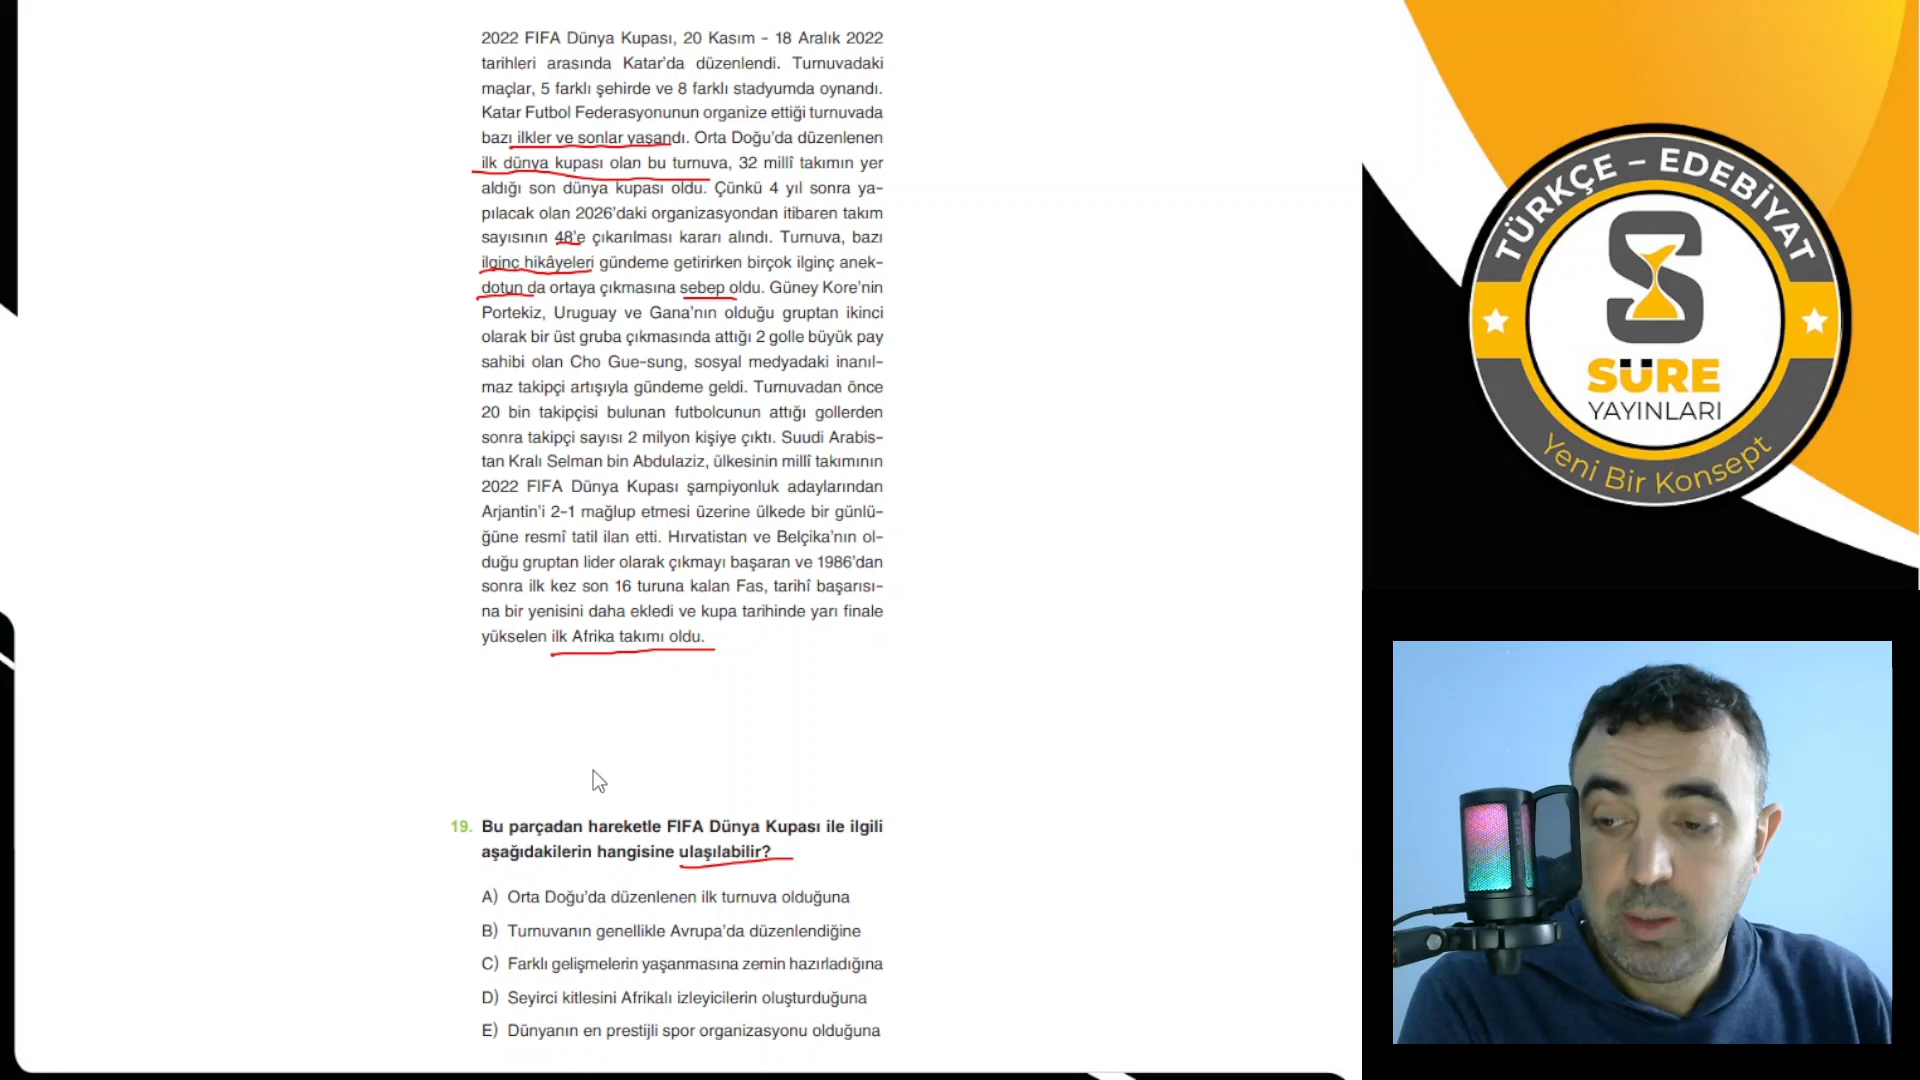 2022 FIFA Dünya Kupası, 20 Kasım – 18 Aralık 2022
tarihleri arasında Katar’da düzenlendi. Turnuvadaki
maçlar, 5 farklı şehirde ve 8 farklı stadyumda oynandı.
Katar Futbol Federasyonunun organize ettiği turnuvada
bazı ilkler ve sonlar yaşandı. Orta Doğu’da düzenlenen
ilk dünya kupası olan bu turnuva, 32 millî takımın yer
aldığı son dünya kupası oldu. Çünkü 4 yıl sonra ya-
pılacak olan 2026’daki organizasyondan itibaren takım
sayısının 48’e çıkarılması kararı alındı. Turnuva, bazı
ilginç hikâyeleri gündeme getirirken birçok ilginç anek-
dotun da ortaya çıkmasına sebep oldu. Güney Kore’nin
Portekiz, Uruguay ve Gana’nın olduğu gruptan ikinci
olarak bir üst gruba çıkmasında attığı 2 golle büyük pay
sahibi olan Cho Gue-sung, sosyal medyadaki inanıl-
maz takipçi artışıyla gündeme geldi. Turnuvadan önce
20 bin takipçisi bulunan futbolcunun attığı gollerden
sonra takipçi sayısı 2 milyon kişiye çıktı. Suudi Arabis-
tan Kralı Selman bin Abdulaziz, ülkesinin millî takımının
2022 FIFA Dünya Kupası şampiyonluk adaylarından
Arjantin’i 2-1 mağlup etmesi üzerine ülkede bir günlü-
ğüne resmî tatil ilan etti. Hırvatistan ve Belçika’nın ol-
duğu gruptan lider olarak çıkmayı başaran ve 1986’dan
sonra ilk kez son 16 turuna kalan Fas, tarihî başarısı-
na bir yenisini daha ekledi ve kupa tarihinde yarı finale
yükselen ilk Afrika takımı oldu.
19. Bu parçadan hareketle FIFA Dünya Kupası ile ilgili
aşağıdakilerin hangisine ulaşılabilir?
A) Orta Doğu’da düzenlenen ilk turnuva olduğuna
B) Turnuvanın genellikle Avrupa’da düzenlendiğine
C) Farklı gelişmelerin yaşanmasına zemin hazırladığına
D) Seyirci kitlesini Afrikalı izleyicilerin oluşturduğuna
E) Dünyanın en prestijli spor organizasyonu olduğuna
TÜRKÇE – EDEBİYAT
S
SÜRE
YAYINLARI
Yeni Bir Konsept